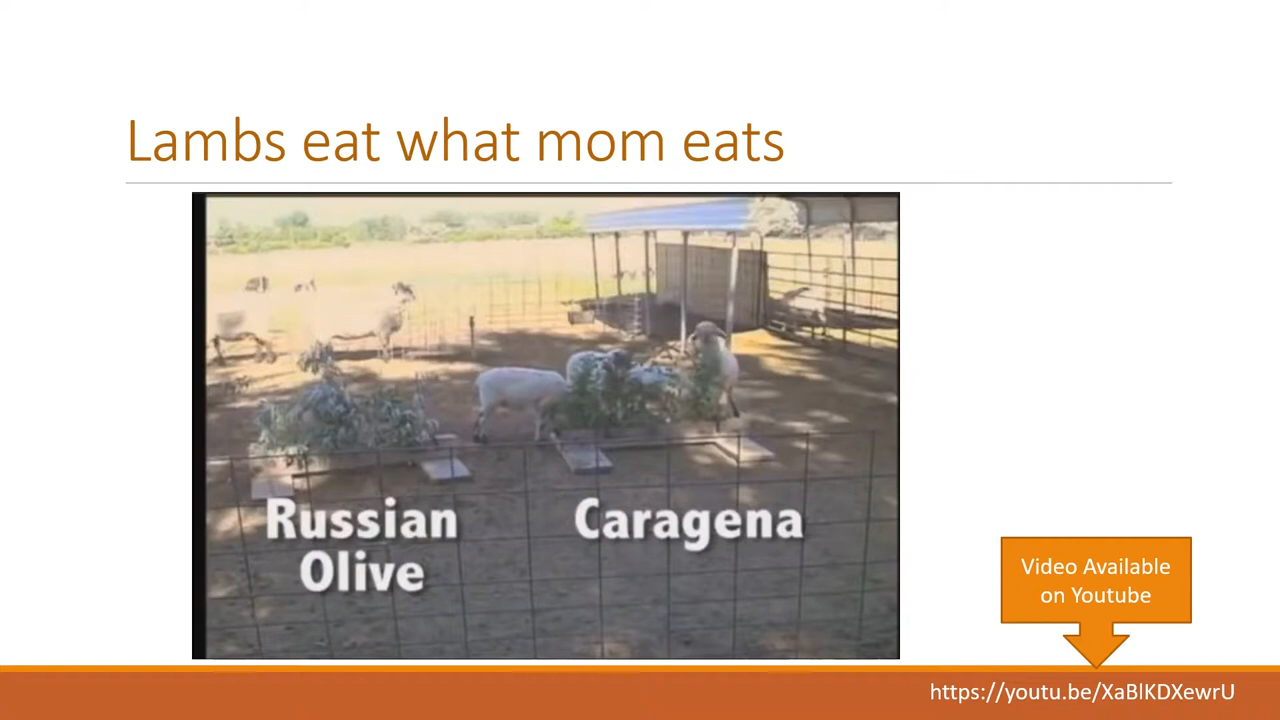 Lambs eat what mom eats
Russian
Olive
Caragena
Video Available
on Youtube
https://youtu.be/XaBlKDXewrU